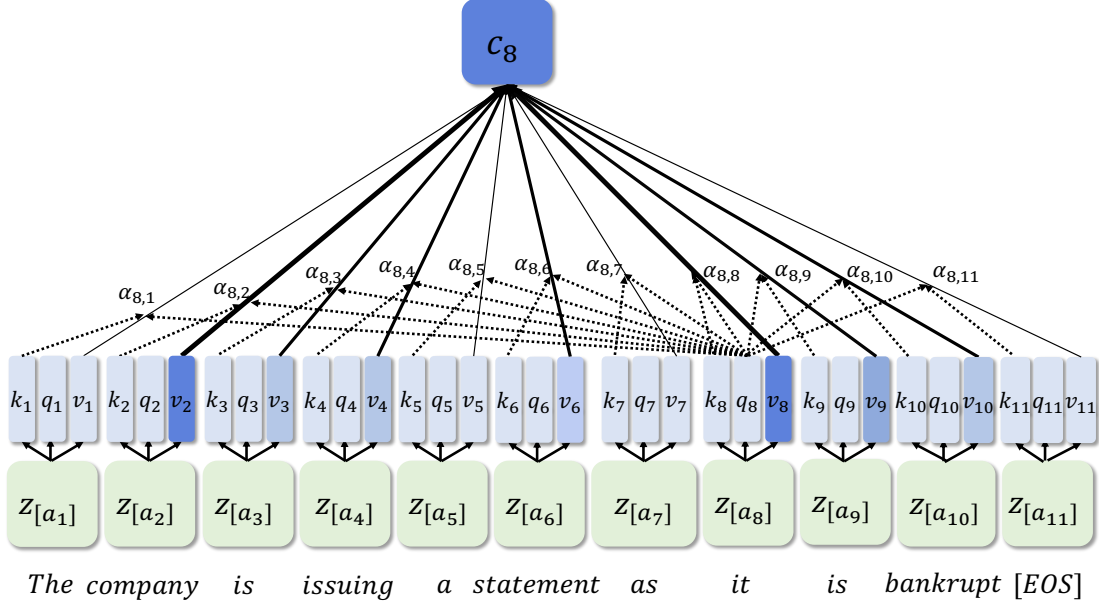 c₈
α₈,₁ α₈,₂ α₈,₃ α₈,₄ α₈,₅ α₈,₆ α₈,₇ α₈,₈ α₈,₉ α₈,₁₀ α₈,₁₁
k₁ q₁ v₁ k₂ q₂ v₂ k₃ q₃ v₃ k₄ q₄ v₄ k₅ q₅ v₅ k₆ q₆ v₆ k₇ q₇ v₇ k₈ q₈ v₈ k₉ q₉ v₉ k₁₀ q₁₀ v₁₀ k₁₁ q₁₁ v₁₁
z[a₁] z[a₂] z[a₃] z[a₄] z[a₅] z[a₆] z[a₇] z[a₈] z[a₉] z[a₁₀] z[a₁₁]
The company is issuing a statement as it is bankrupt [EOS]